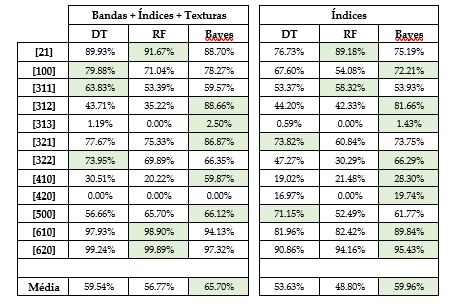 Bandas + Índices + Texturas Índices
DT RF Bayes DT RF Bayes
[21] 89.93% 91.67% 88.70% 76.73% 89.18% 75.19%
[100] 79.88% 71.04% 78.27% 67.60% 54.08% 72.21%
[311] 63.83% 53.39% 59.57% 53.37% 58.32% 53.93%
[312] 43.71% 35.22% 88.66% 44.20% 42.33% 81.66%
[313] 1.19% 0.00% 2.50% 0.59% 0.00% 1.43%
[321] 77.67% 75.33% 86.87% 73.82% 60.84% 73.75%
[322] 73.95% 69.89% 66.35% 47.27% 30.29% 66.29%
[410] 30.51% 20.22% 59.87% 19.02% 21.48% 28.30%
[420] 0.00% 0.00% 0.00% 16.97% 0.00% 19.74%
[500] 56.66% 65.70% 66.12% 71.15% 52.49% 61.77%
[610] 97.93% 98.90% 94.13% 81.96% 82.42% 89.84%
[620] 99.24% 99.89% 97.32% 90.86% 94.16% 95.43%
Média 59.54% 56.77% 65.70% 53.63% 48.80% 59.96%